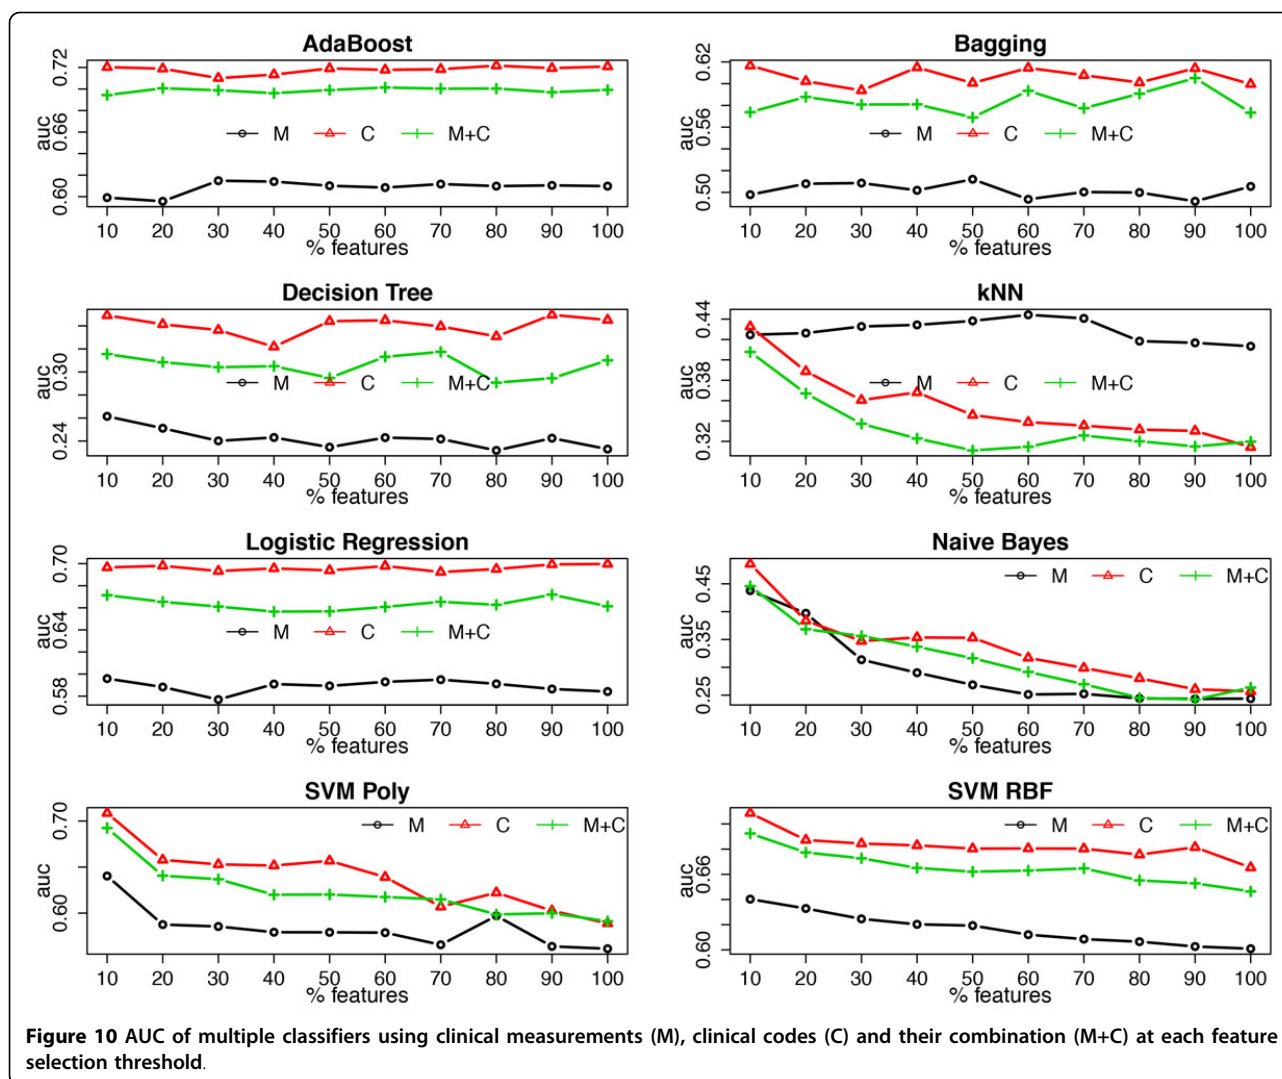 AdaBoost
0.60 0.66 0.72
auc
M C M+C
10 20 30 40 50 60 70 80 90 100
% features
Bagging
0.50 0.56 0.62
auc
M C M+C
10 20 30 40 50 60 70 80 90 100
% features
Decision Tree
0.24 0.30
auc
M C M+C
10 20 30 40 50 60 70 80 90 100
% features
kNN
0.32 0.38 0.44
auc
M C M+C
10 20 30 40 50 60 70 80 90 100
% features
Logistic Regression
0.58 0.64 0.70
auc
M C M+C
10 20 30 40 50 60 70 80 90 100
% features
Naive Bayes
0.25 0.35 0.45
auc
M C M+C
10 20 30 40 50 60 70 80 90 100
% features
SVM Poly
0.60 0.70
auc
M C M+C
10 20 30 40 50 60 70 80 90 100
% features
SVM RBF
0.60 0.66
auc
M C M+C
10 20 30 40 50 60 70 80 90 100
% features
Figure 10 AUC of multiple classifiers using clinical measurements (M), clinical codes (C) and their combination (M+C) at each feature
selection threshold.